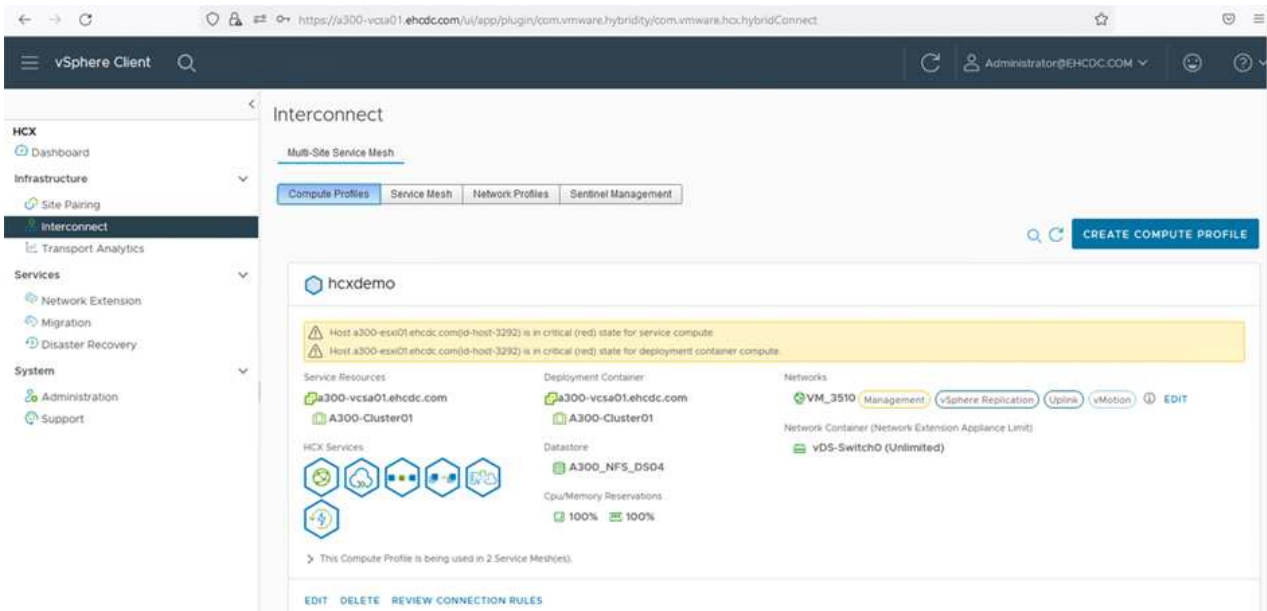 https://a300-vcsa01.ehcdc.com/ui/app/plugin/com.vmware.hybridity/com.vmware.hcx.hybridConnect
vSphere Client
Administrator@EHCDC.COM
HCX
Dashboard
Infrastructure
Site Pairing
Interconnect
Transport Analytics
Services
Network Extension
Migration
Disaster Recovery
System
Administration
Support
Interconnect
Multi-Site Service Mesh
Compute Profiles Service Mesh Network Profiles Sentinel Management
CREATE COMPUTE PROFILE
hcxdemo
Host a300-esxi01.ehcdc.com(id-host-3292) is in critical (red) state for service compute.
Host a300-esxi01.ehcdc.com(id-host-3292) is in critical (red) state for deployment container compute.
Service Resources
a300-vcsa01.ehcdc.com
A300-Cluster01
HCX Services
Deployment Container
a300-vcsa01.ehcdc.com
A300-Cluster01
Datastore
A300_NFS_DS04
Cpu/Memory Reservations
100% 100%
Networks
VM_3510 Management vSphere Replication Uplink vMotion EDIT
Network Container (Network Extension Appliance Limit)
vDS-Switch0 (Unlimited)
This Compute Profile is being used in 2 Service Mesh(es).
EDIT DELETE REVIEW CONNECTION RULES